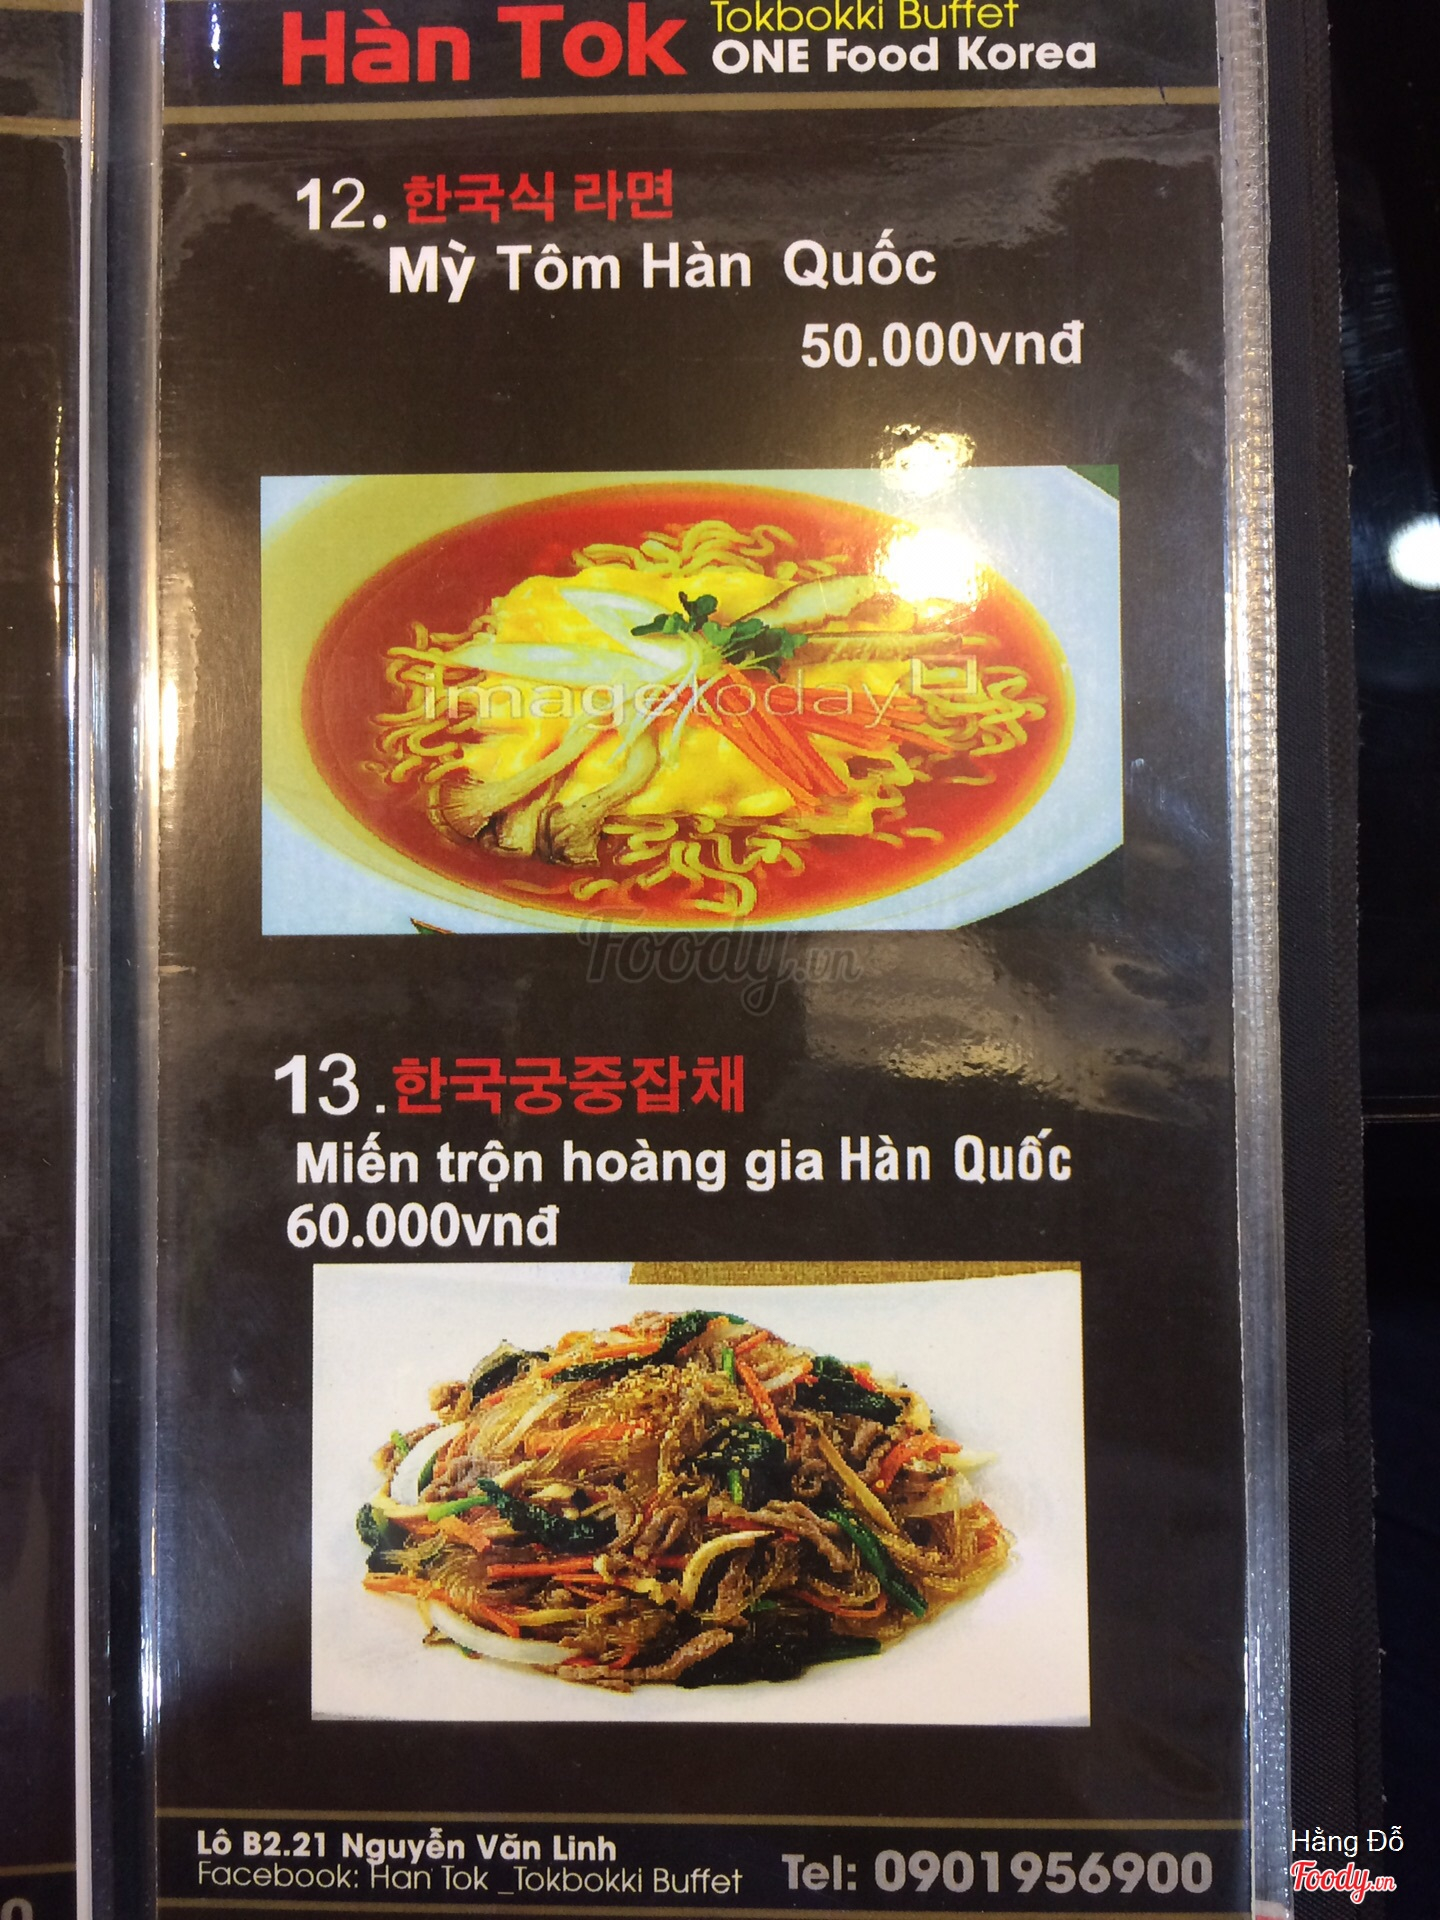 Hàn Tok
Tokbokki Buffet
ONE Food Korea
12. 한국식 라면
Mỳ Tôm Hàn Quốc
50.000vnđ
imagetoday
Foody.vn
13.한국궁중잡채
Miến trộn hoàng gia Hàn Quốc
60.000vnđ
Lô B2.21 Nguyễn Văn Linh
Facebook: Han Tok _Tokbokki Buffet
Tel: 0901956900
Hằng Đỗ
Foody.vn